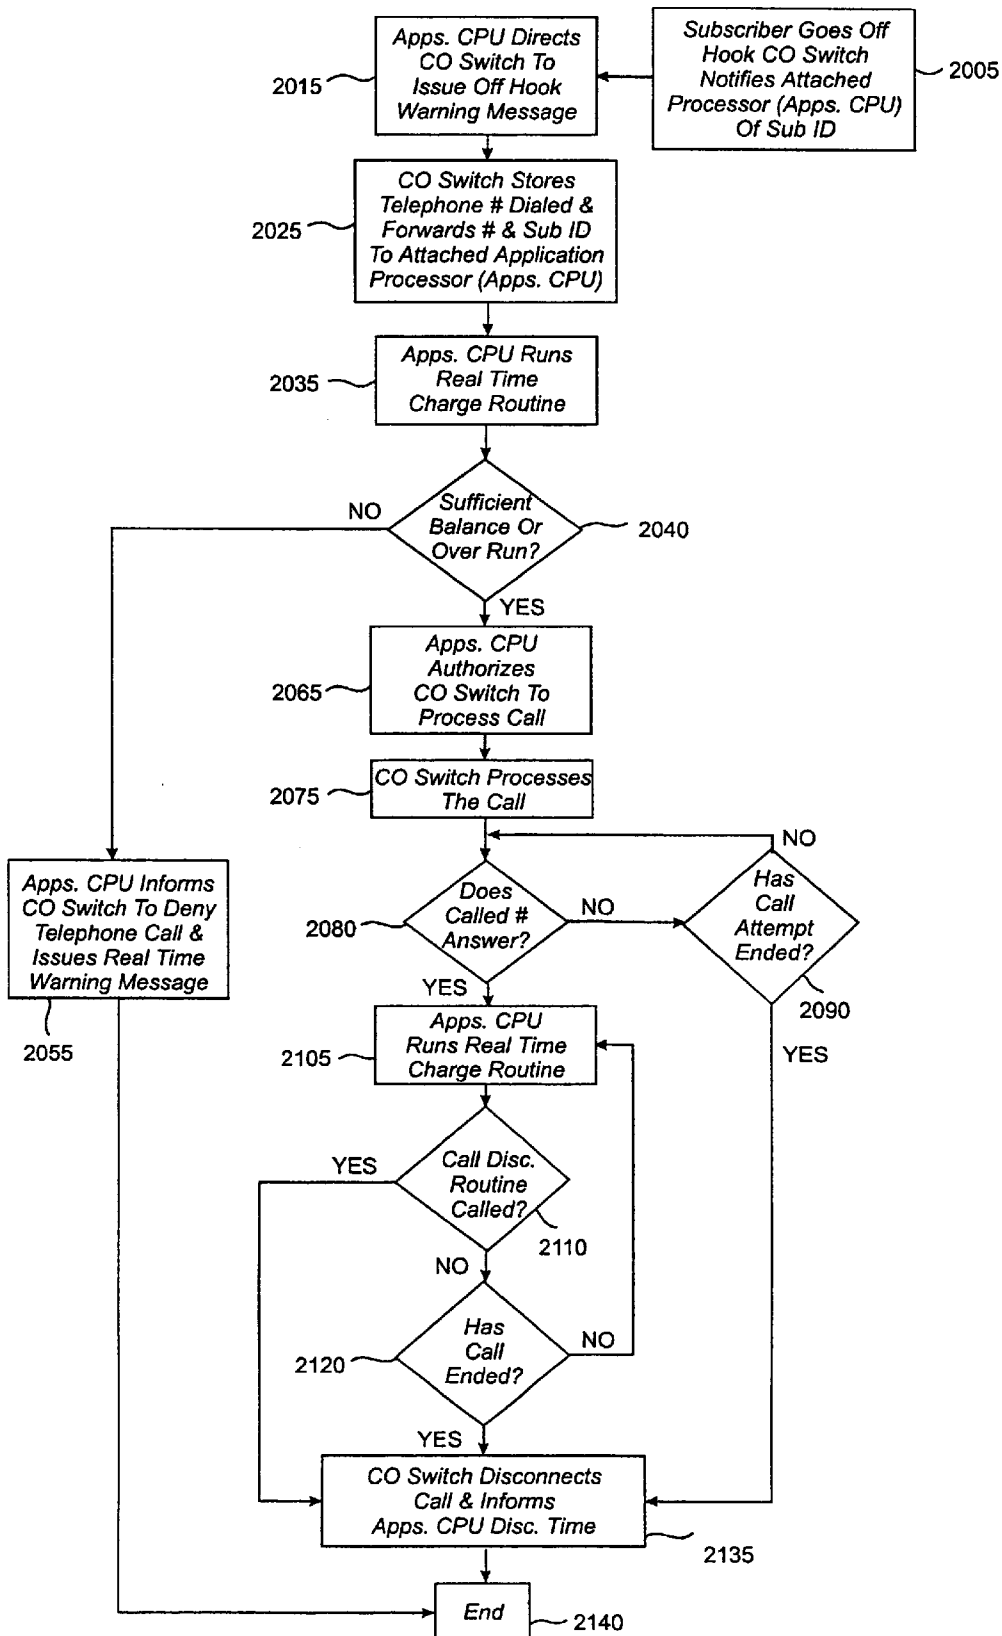 Apps. CPU Directs
CO Switch To
Issue Off Hook
Warning Message
2015
Subscriber Goes Off
Hook CO Switch
Notifies Attached
Processor (Apps. CPU)
Of Sub ID
2005
CO Switch Stores
Telephone # Dialed &
Forwards # & Sub ID
To Attached Application
Processor (Apps. CPU)
2025
Apps. CPU Runs
Real Time
Charge Routine
2035
Sufficient
Balance Or
Over Run?
2040
NO
YES
Apps. CPU
Authorizes
CO Switch To
Process Call
2065
CO Switch Processes
The Call
2075
Apps. CPU Informs
CO Switch To Deny
Telephone Call &
Issues Real Time
Warning Message
2055
Does
Called #
Answer?
2080
NO
YES
Has
Call
Attempt
Ended?
2090
NO
YES
Apps. CPU
Runs Real Time
Charge Routine
2105
Call Disc.
Routine
Called?
2110
YES
NO
Has
Call
Ended?
2120
NO
YES
CO Switch Disconnects
Call & Informs
Apps. CPU Disc. Time
2135
End
2140